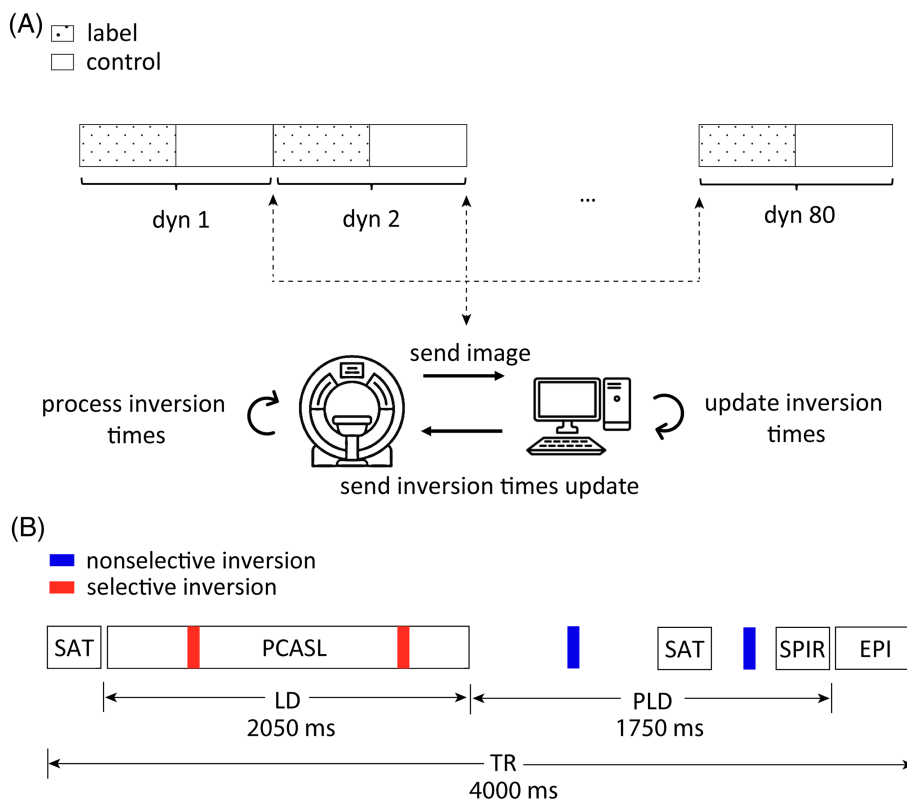 (A)
label
control
dyn 1
dyn 2
...
dyn 80
send image
process inversion
times
update inversion
times
send inversion times update
(B)
nonselective inversion
selective inversion
SAT
PCASL
SAT
SPIR
EPI
LD
2050 ms
PLD
1750 ms
TR
4000 ms